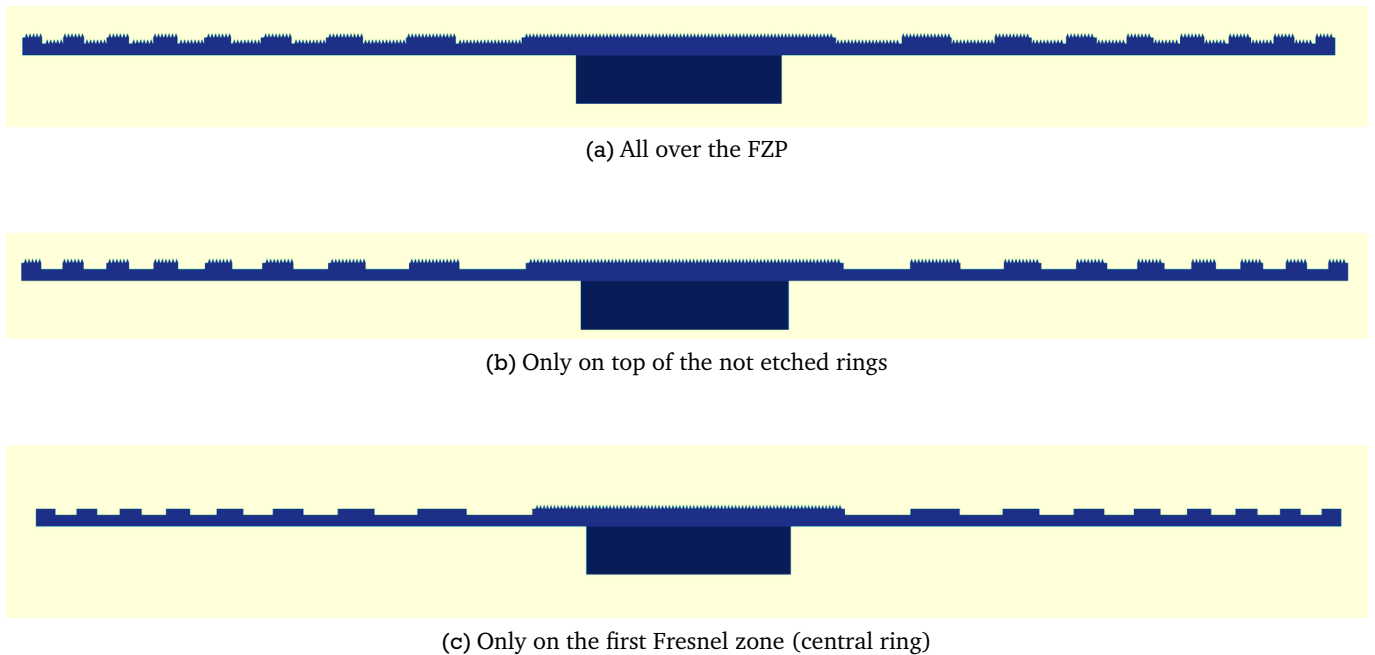 (a) All over the FZP
(b) Only on top of the not etched rings
(c) Only on the first Fresnel zone (central ring)